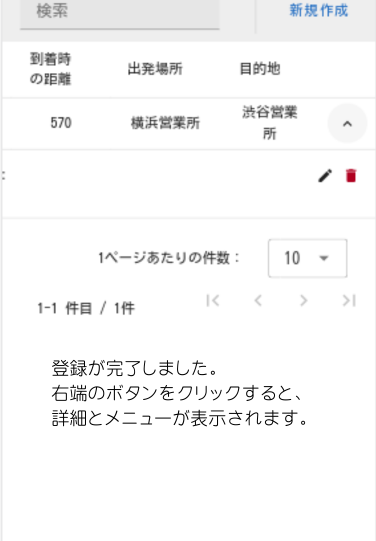 検索
新規作成
到着時
の距離
出発場所
目的地
570
横浜営業所
渋谷営業
所
:
1ページあたりの件数：
10
1-1 件目 / 1件
登録が完了しました。
右端のボタンをクリックすると、
詳細とメニューが表示されます。